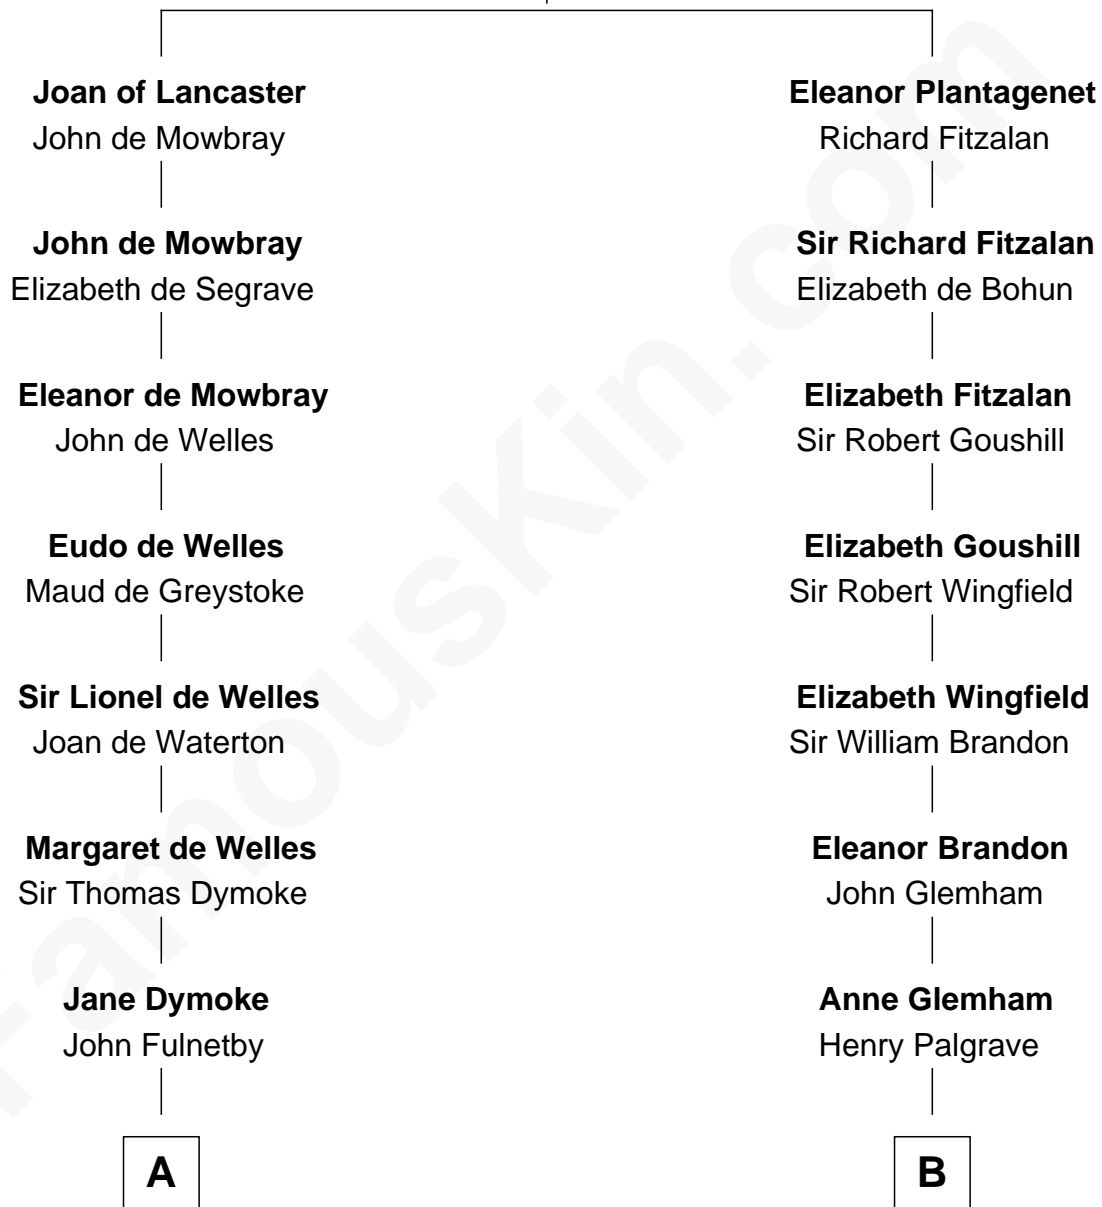 Joan of Lancaster
John de Mowbray
John de Mowbray
Elizabeth de Segrave
Eleanor de Mowbray
John de Welles
Eudo de Welles
Maud de Greystoke
Sir Lionel de Welles
Joan de Waterton
Margaret de Welles
Sir Thomas Dymoke
Jane Dymoke
John Fulnetby
A
Eleanor Plantagenet
Richard Fitzalan
Sir Richard Fitzalan
Elizabeth de Bohun
Elizabeth Fitzalan
Sir Robert Goushill
Elizabeth Goushill
Sir Robert Wingfield
Elizabeth Wingfield
Sir William Brandon
Eleanor Brandon
John Glemham
Anne Glemham
Henry Palgrave
B
FamousKin.com